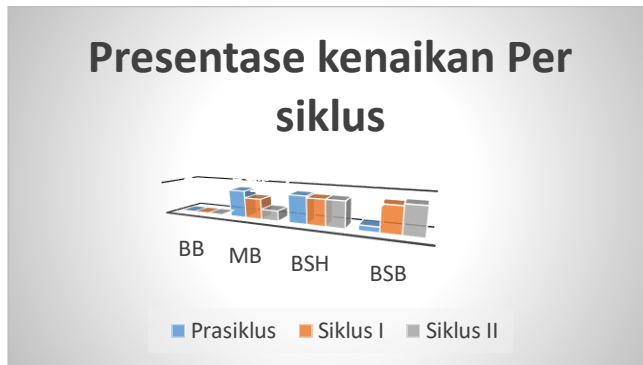 Presentase kenaikan Per
siklus
BB MB BSH BSB
Prasiklus Siklus I Siklus II